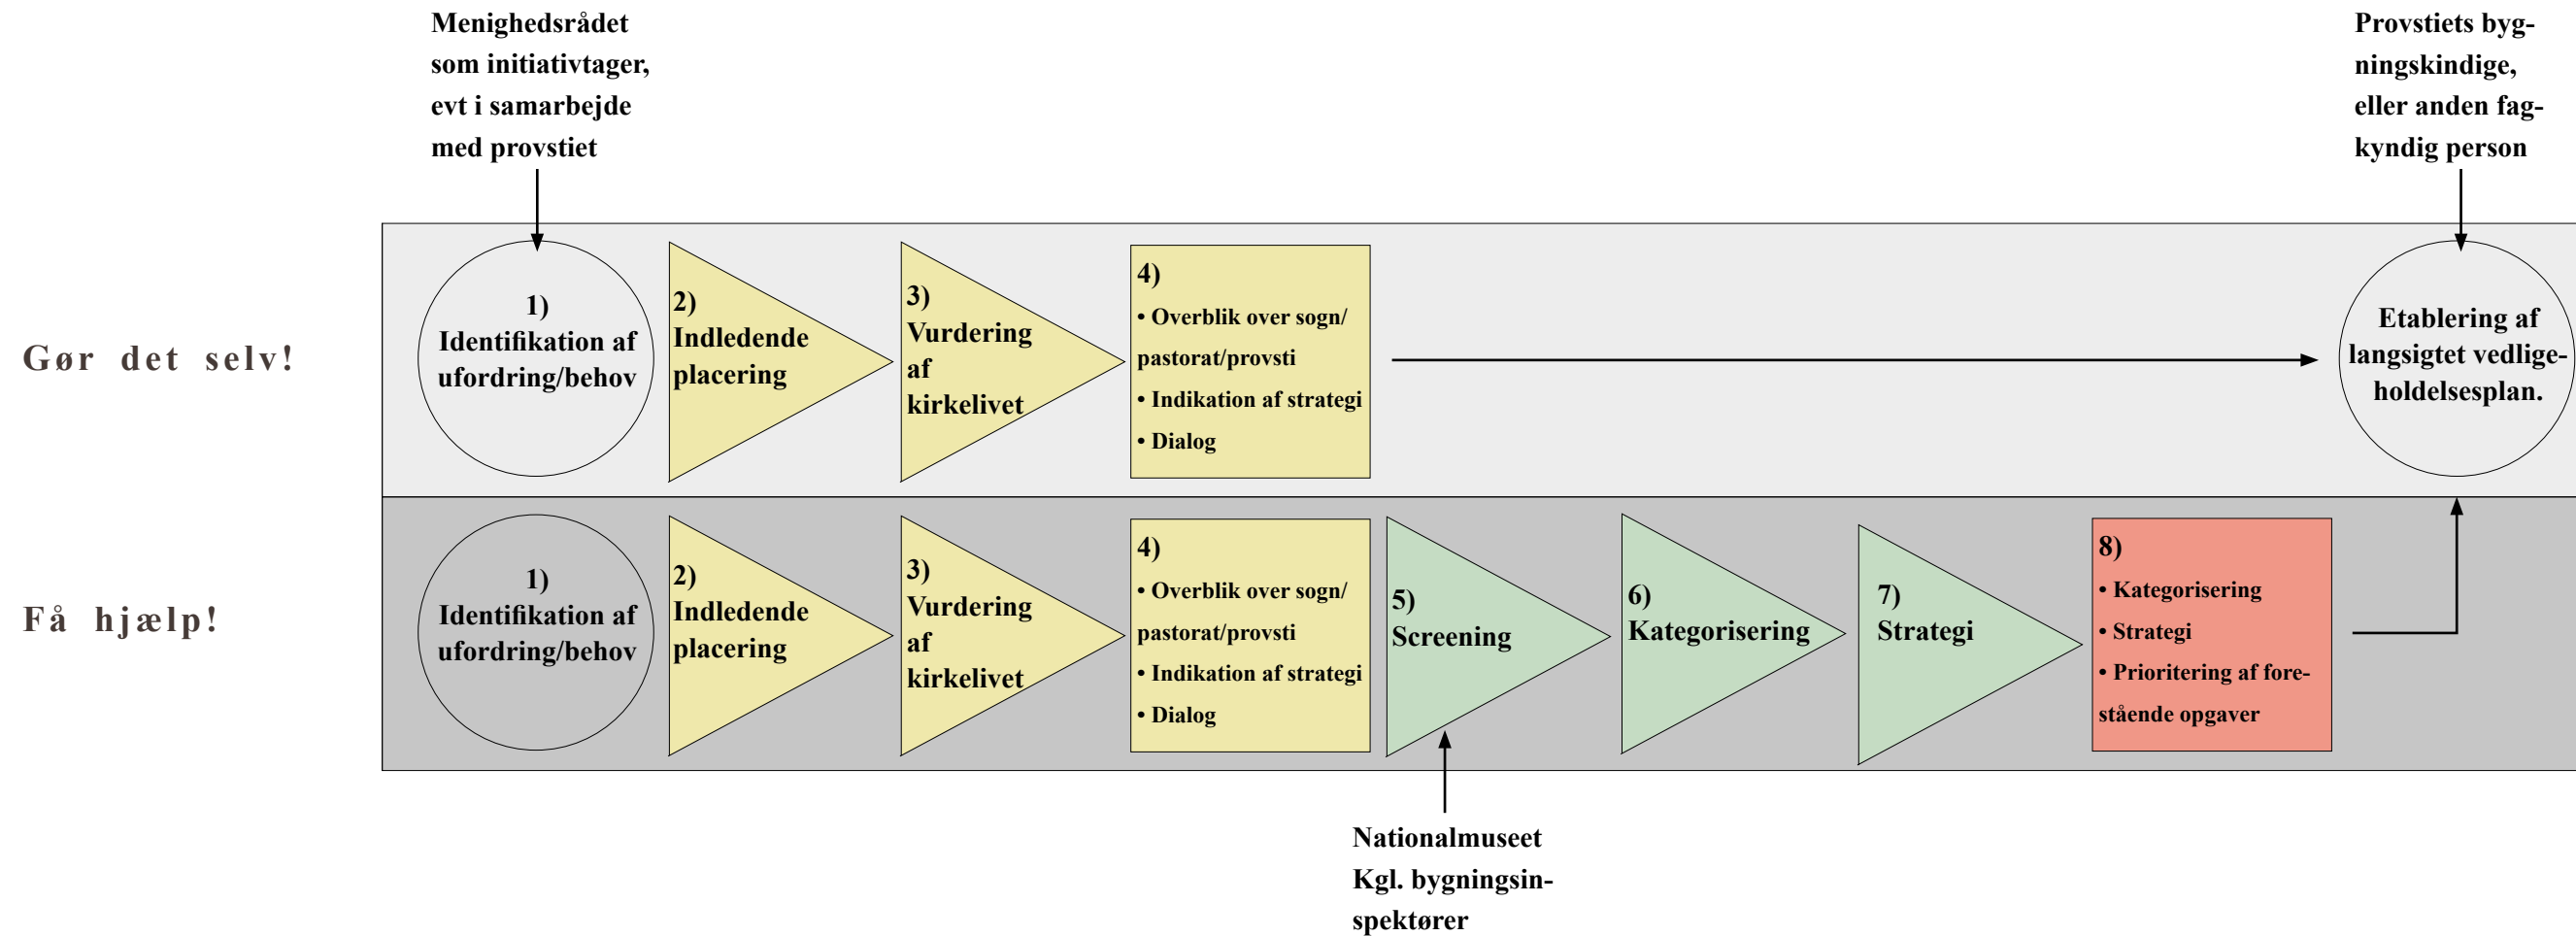 Menighedsrådet
som initiativtager,
evt i samarbejde
med provstiet
Provstiets byg-
ningskindige,
eller anden fag-
kyndig person
Gør det selv!
1)
Identifikation af
ufordring/behov
2)
Indledende
placering
3)
Vurdering
af
kirkelivet
4)
• Overblik over sogn/
pastorat/provsti
• Indikation af strategi
• Dialog
Etablering af
langsigtet vedlige-
holdelsesplan.
Få hjælp!
1)
Identifikation af
ufordring/behov
2)
Indledende
placering
3)
Vurdering
af
kirkelivet
4)
• Overblik over sogn/
pastorat/provsti
• Indikation af strategi
• Dialog
5)
Screening
6)
Kategorisering
7)
Strategi
8)
• Kategorisering
• Strategi
• Prioritering af fore-
stående opgaver
Nationalmuseet
Kgl. bygningsin-
spektører